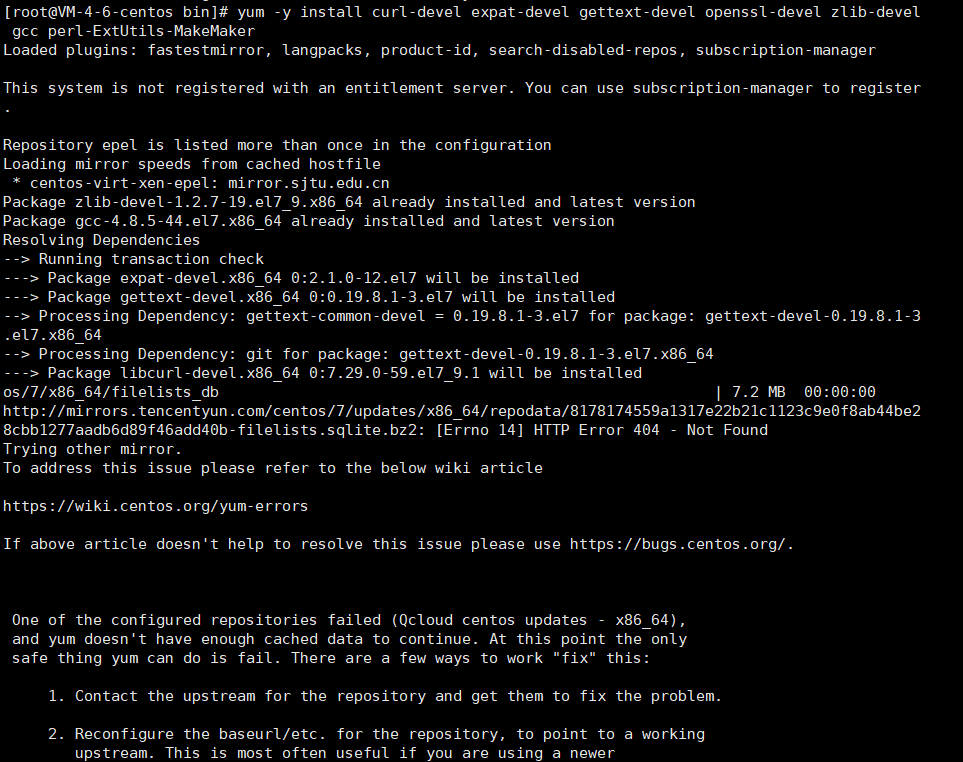 [root@VM-4-6-centos bin]# yum -y install curl-devel expat-devel gettext-devel openssl-devel zlib-devel
 gcc perl-ExtUtils-MakeMaker
Loaded plugins: fastestmirror, langpacks, product-id, search-disabled-repos, subscription-manager
This system is not registered with an entitlement server. You can use subscription-manager to register
.
Repository epel is listed more than once in the configuration
Loading mirror speeds from cached hostfile
 * centos-virt-xen-epel: mirror.sjtu.edu.cn
Package zlib-devel-1.2.7-19.el7_9.x86_64 already installed and latest version
Package gcc-4.8.5-44.el7.x86_64 already installed and latest version
Resolving Dependencies
--> Running transaction check
---> Package expat-devel.x86_64 0:2.1.0-12.el7 will be installed
---> Package gettext-devel.x86_64 0:0.19.8.1-3.el7 will be installed
--> Processing Dependency: gettext-common-devel = 0.19.8.1-3.el7 for package: gettext-devel-0.19.8.1-3
.el7.x86_64
--> Processing Dependency: git for package: gettext-devel-0.19.8.1-3.el7.x86_64
---> Package libcurl-devel.x86_64 0:7.29.0-59.el7_9.1 will be installed
os/7/x86_64/filelists_db | 7.2 MB  00:00:00
http://mirrors.tencentyun.com/centos/7/updates/x86_64/repodata/8178174559a1317e22b21c1123c9e0f8ab44be2
8cbb1277aadb6d89f46add40b-filelists.sqlite.bz2: [Errno 14] HTTP Error 404 - Not Found
Trying other mirror.
To address this issue please refer to the below wiki article
https://wiki.centos.org/yum-errors
If above article doesn't help to resolve this issue please use https://bugs.centos.org/.
 One of the configured repositories failed (Qcloud centos updates - x86_64),
 and yum doesn't have enough cached data to continue. At this point the only
 safe thing yum can do is fail. There are a few ways to work "fix" this:
     1. Contact the upstream for the repository and get them to fix the problem.
     2. Reconfigure the baseurl/etc. for the repository, to point to a working
        upstream. This is most often useful if you are using a newer